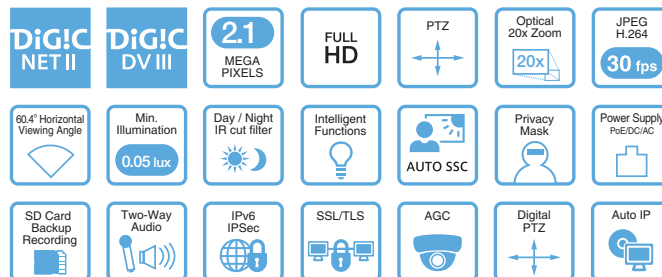 DiG!C
NET II
DiG!C
DV III
2.1
MEGA
PIXELS
FULL
HD
PTZ
Optical
20x Zoom
20x
JPEG
H.264
30 fps
60.4° Horizontal
Viewing Angle
Min.
Illumination
0.05 lux
Day / Night
IR cut filter
Intelligent
Functions
AUTO SSC
Privacy
Mask
Power Supply
PoE/DC/AC
SD Card
Backup
Recording
Two-Way
Audio
IPv6
IPSec
SSL/TLS
AGC
Digital
PTZ
Auto IP